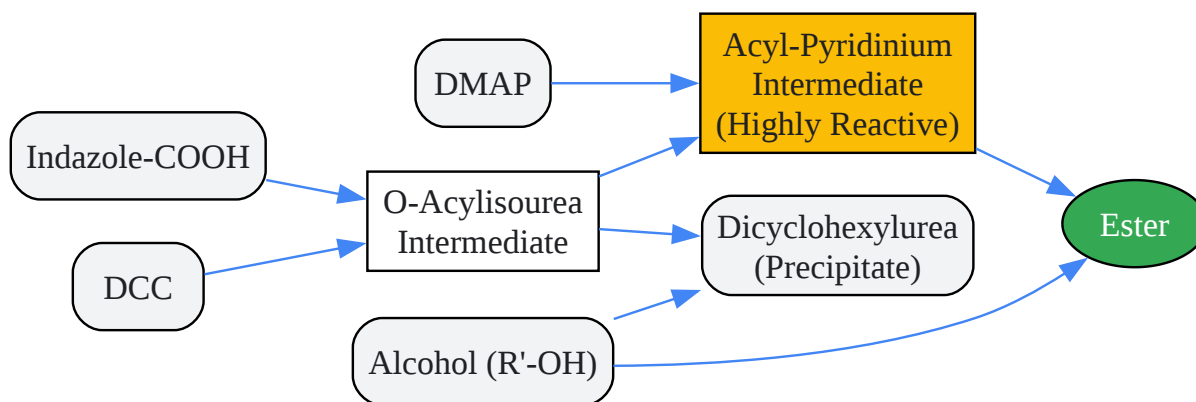 Indazole-COOH
DCC
O-Acylisourea
Intermediate
DMAP
Acyl-Pyridinium
Intermediate
(Highly Reactive)
Dicyclohexylurea
(Precipitate)
Alcohol (R'-OH)
Ester